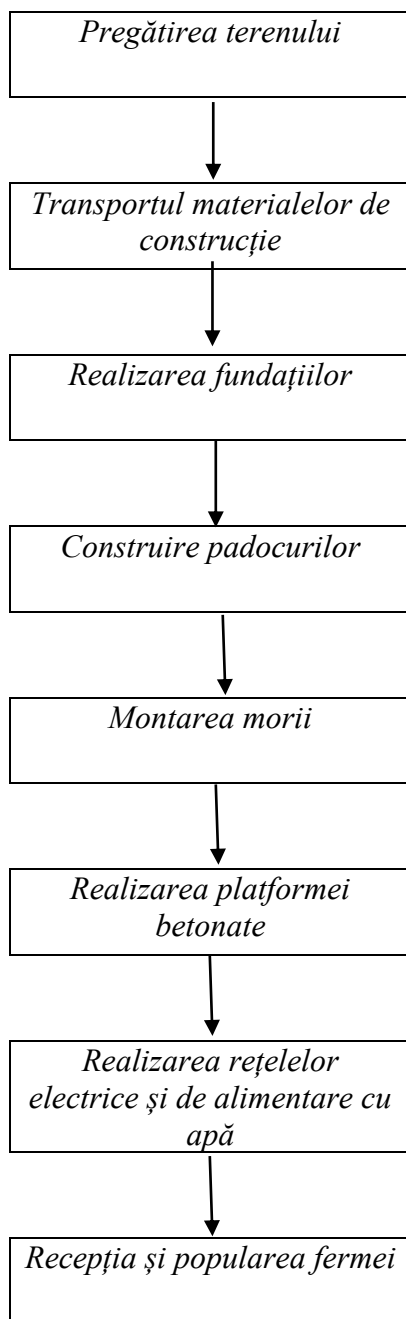 Pregătirea terenului
Transportul materialelor de
construcție
Realizarea fundațiilor
Construire padocurilor
Montarea morii
Realizarea platformei
betonate
Realizarea rețelelor
electrice și de alimentare cu
apă
Recepția și popularea fermei